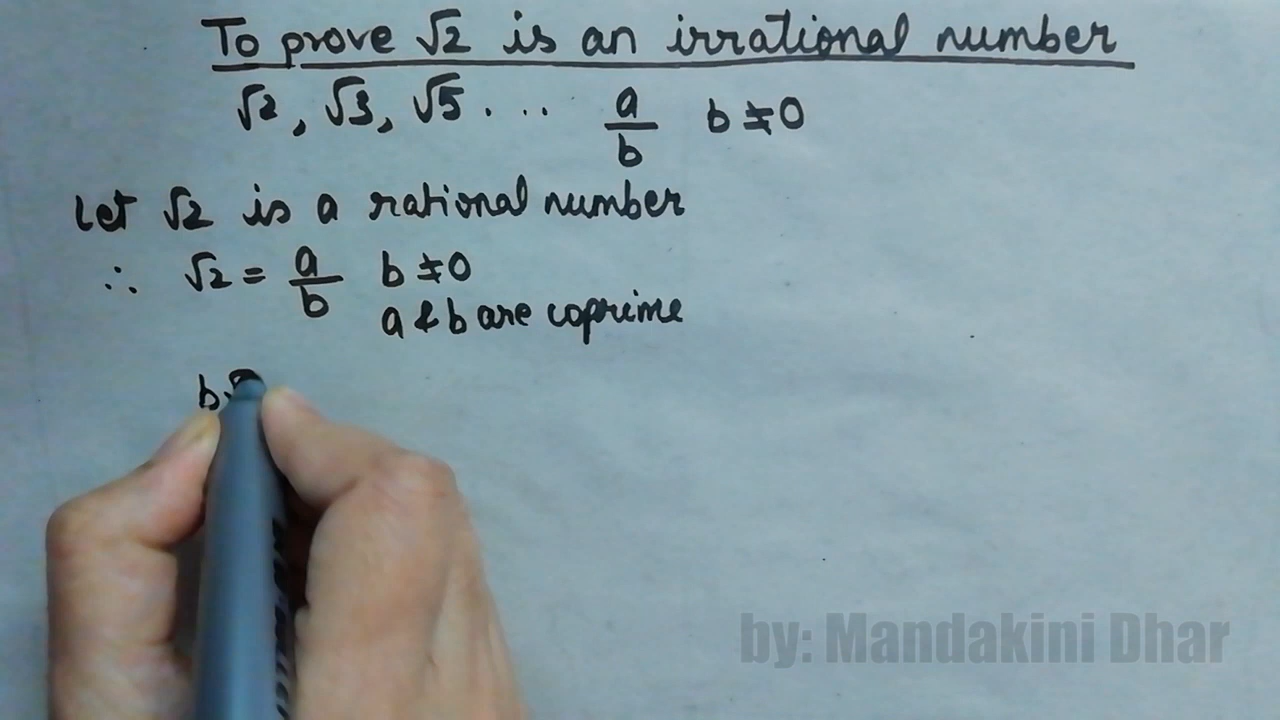 To prove √2 is an irrational number
√2, √3, √5 . . . a/b b ≠ 0
Let √2 is a rational number
∴ √2 = a/b b ≠ 0
a & b are coprime
b√
by: Mandakini Dhar